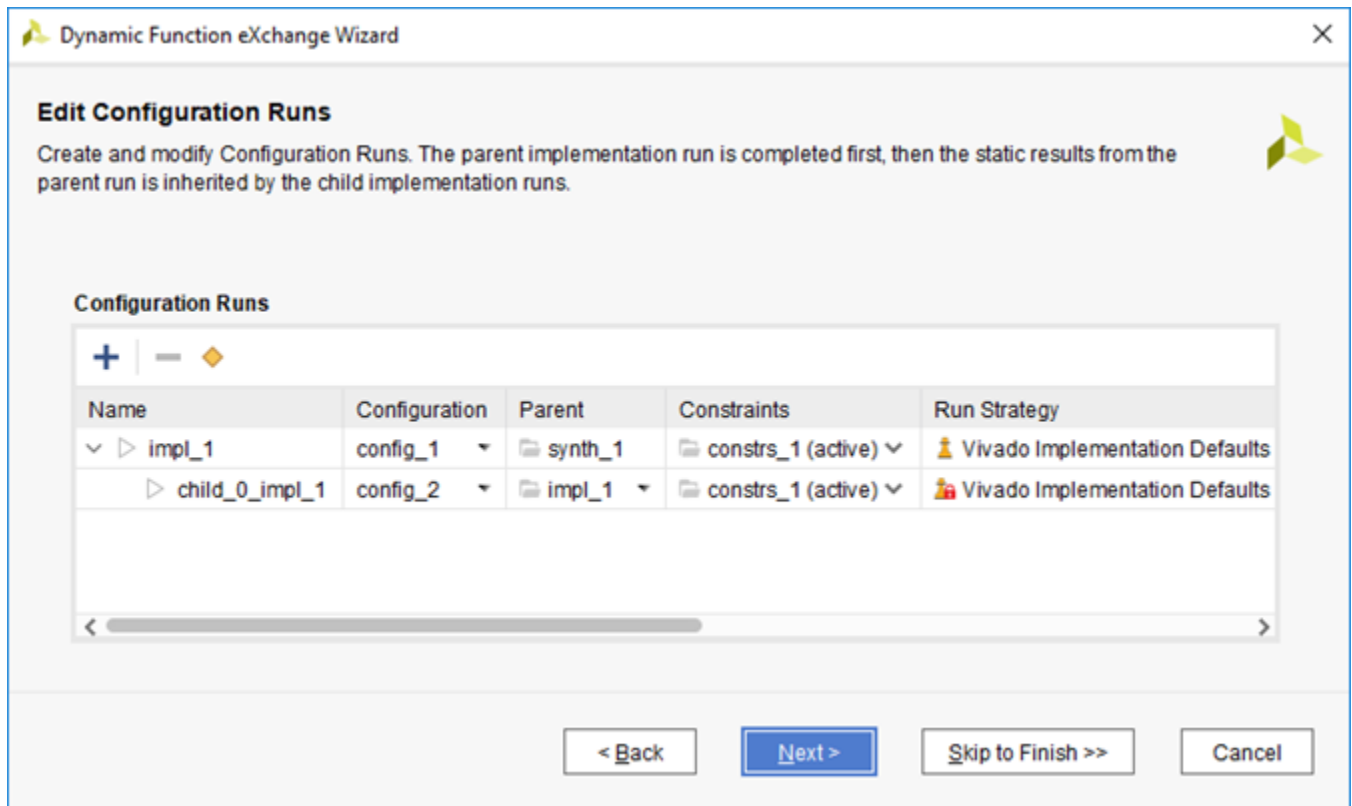 Dynamic Function eXchange Wizard
Edit Configuration Runs
Create and modify Configuration Runs. The parent implementation run is completed first, then the static results from the
parent run is inherited by the child implementation runs.
Configuration Runs
Name Configuration Parent Constraints Run Strategy
impl_1 config_1 synth_1 constrs_1 (active) Vivado Implementation Defaults
child_0_impl_1 config_2 impl_1 constrs_1 (active) Vivado Implementation Defaults
< Back Next > Skip to Finish >> Cancel